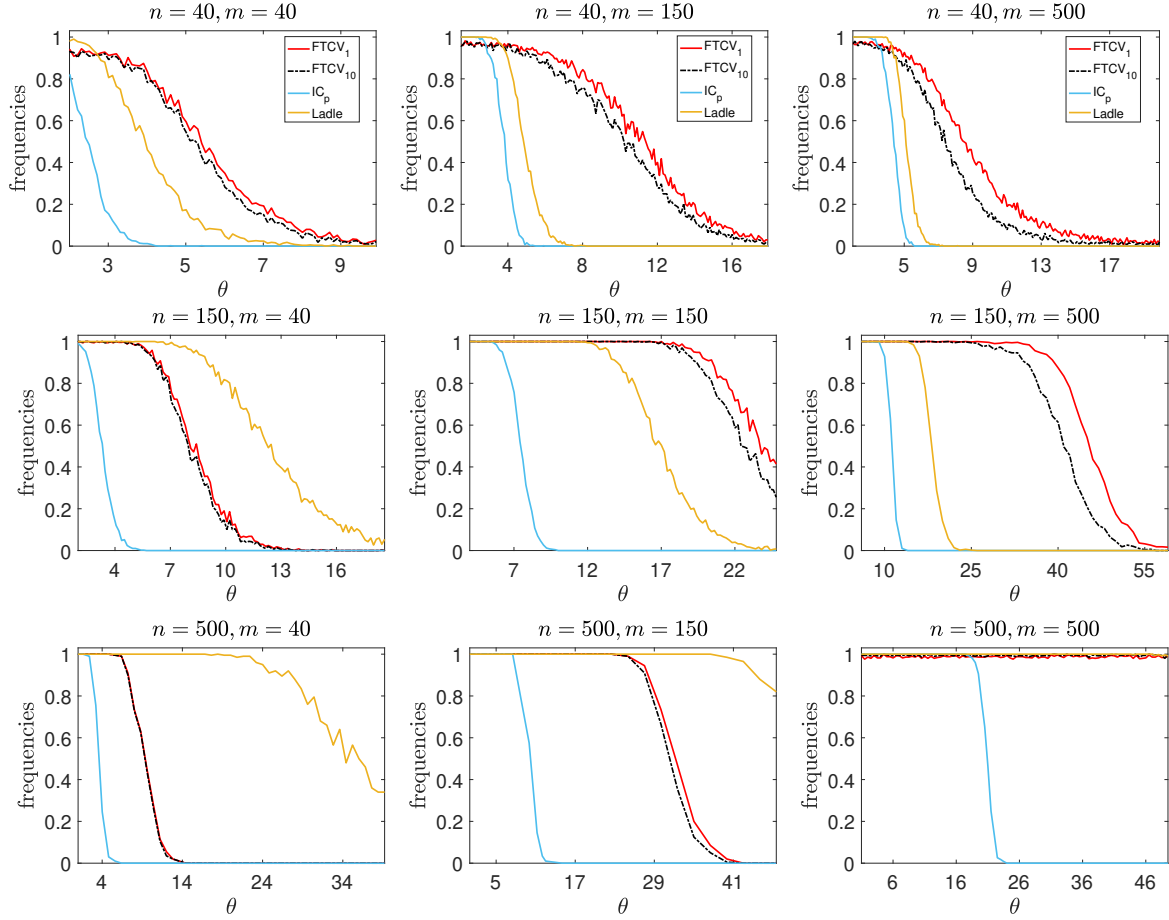 n = 40, m = 40
frequencies
1
0.8
0.6
0.4
0.2
0
3 5 7 9
θ
FTCV₁
FTCV₁₀
ICₚ
Ladle
n = 40, m = 150
frequencies
1
0.8
0.6
0.4
0.2
0
4 8 12 16
θ
FTCV₁
FTCV₁₀
ICₚ
Ladle
n = 40, m = 500
frequencies
1
0.8
0.6
0.4
0.2
0
5 9 13 17
θ
FTCV₁
FTCV₁₀
ICₚ
Ladle
n = 150, m = 40
frequencies
1
0.8
0.6
0.4
0.2
0
4 7 10 13 16
θ
n = 150, m = 150
frequencies
1
0.8
0.6
0.4
0.2
0
7 12 17 22
θ
n = 150, m = 500
frequencies
1
0.8
0.6
0.4
0.2
0
10 25 40 55
θ
n = 500, m = 40
frequencies
1
0.8
0.6
0.4
0.2
0
4 14 24 34
θ
n = 500, m = 150
frequencies
1
0.8
0.6
0.4
0.2
0
5 17 29 41
θ
n = 500, m = 500
frequencies
1
0.8
0.6
0.4
0.2
0
6 16 26 36 46
θ